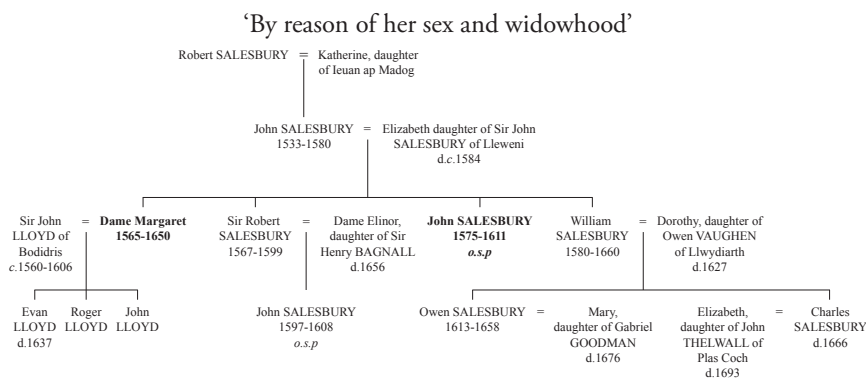 ‘By reason of her sex and widowhood’
Robert SALESBURY = Katherine, daughter
of Ieuan ap Madog
John SALESBURY
1533-1580
=
Elizabeth daughter of Sir John
SALESBURY of Lleweni
d.c.1584
Sir John
LLOYD of
Bodidris
c.1560-1606
=
Dame Margaret
1565-1650
Sir Robert
SALESBURY
1567-1599
=
Dame Elinor,
daughter of Sir
Henry BAGNALL
d.1656
John SALESBURY
1575-1611
o.s.p
William
SALESBURY
1580-1660
=
Dorothy, daughter of
Owen VAUGHEN
of Llwydiarth
d.1627
Evan
LLOYD
d.1637
Roger
LLOYD
John
LLOYD
John SALESBURY
1597-1608
o.s.p
Owen SALESBURY
1613-1658
=
Mary,
daughter of Gabriel
GOODMAN
d.1676
Elizabeth,
daughter of John
THELWALL of
Plas Coch
d.1693
=
Charles
SALESBURY
d.1666